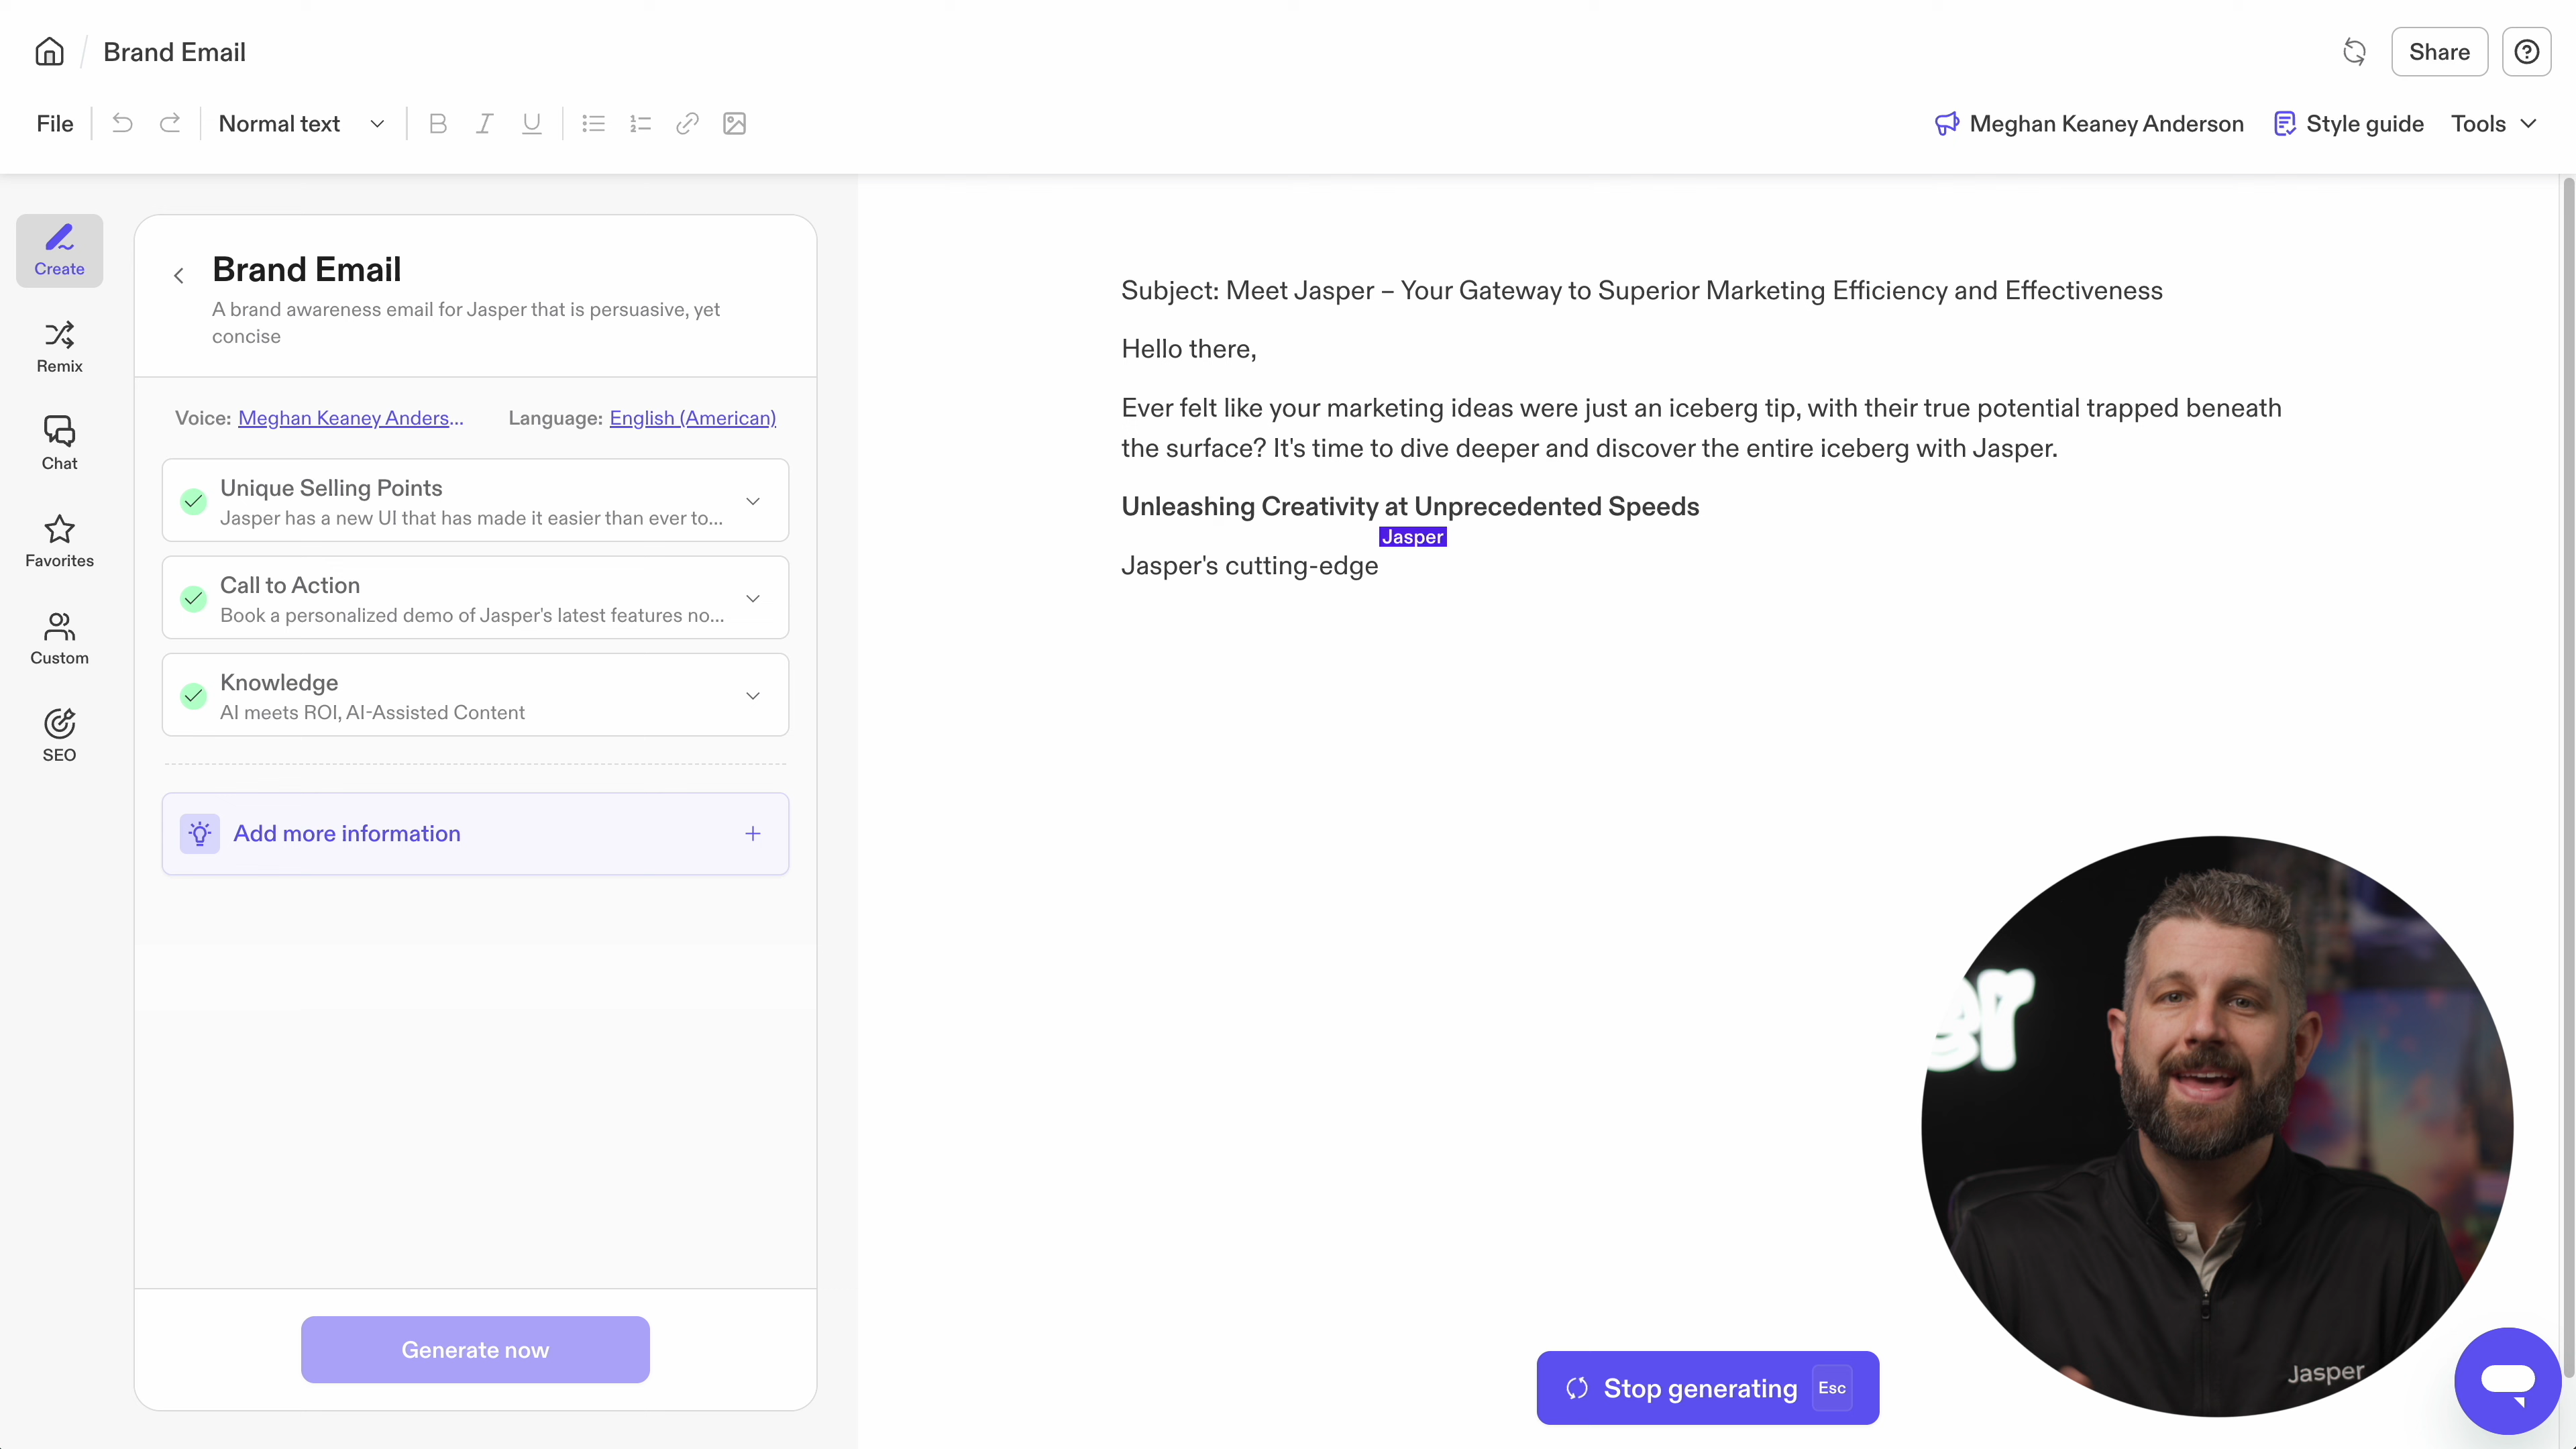 Brand Email
Share
File
Normal text
B I U
Meghan Keaney Anderson
Style guide
Tools
Create
Remix
Chat
Favorites
Custom
SEO
Brand Email
A brand awareness email for Jasper that is persuasive, yet
concise
Voice: Meghan Keaney Anders...
Language: English (American)
Unique Selling Points
Jasper has a new UI that has made it easier than ever to...
Call to Action
Book a personalized demo of Jasper's latest features no...
Knowledge
AI meets ROI, AI-Assisted Content
Add more information
Generate now
Subject: Meet Jasper – Your Gateway to Superior Marketing Efficiency and Effectiveness
Hello there,
Ever felt like your marketing ideas were just an iceberg tip, with their true potential trapped beneath
the surface? It's time to dive deeper and discover the entire iceberg with Jasper.
Unleashing Creativity at Unprecedented Speeds
Jasper
Jasper's cutting-edge
er
Jasper
Stop generating Esc